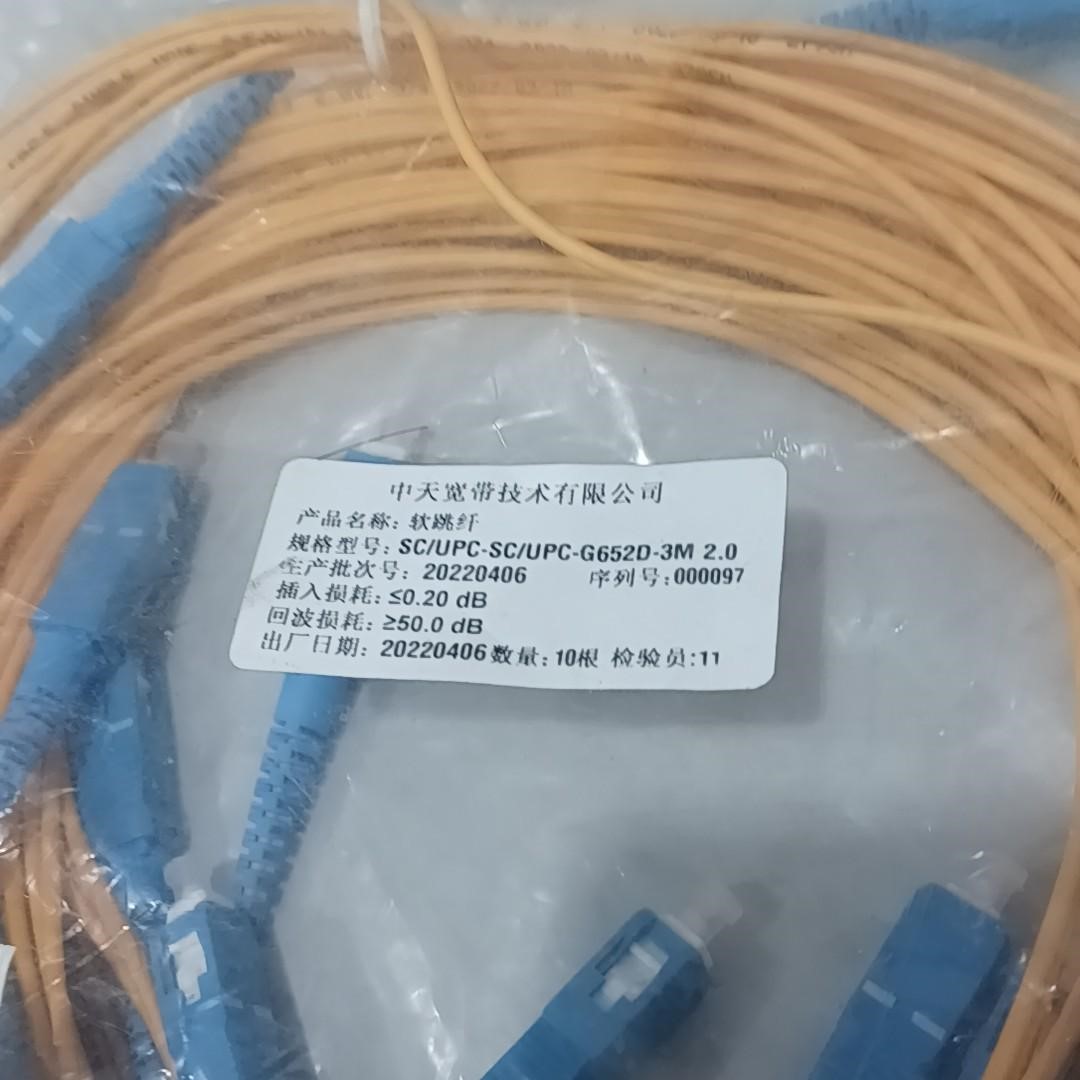 中天宽带技术有限公司
产品名称：软跳纤
规格型号：SC/UPC-SC/UPC-G652D-3M 2.0
生产批次号：20220406 序列号：000097
插入损耗：≤0.20 dB
回波损耗：≥50.0 dB
出厂日期：20220406 数量：10根 检验员：11